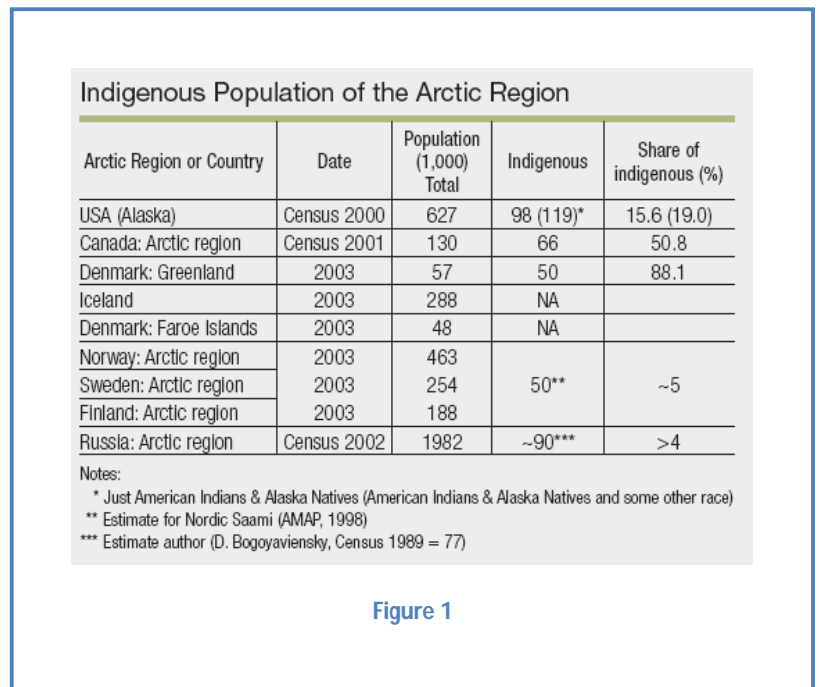 Indigenous Population of the Arctic Region
Arctic Region or Country Date Population (1,000) Total Indigenous Share of indigenous (%)
USA (Alaska) Census 2000 627 98 (119)* 15.6 (19.0)
Canada: Arctic region Census 2001 130 66 50.8
Denmark: Greenland 2003 57 50 88.1
Iceland 2003 288 NA
Denmark: Faroe Islands 2003 48 NA
Norway: Arctic region 2003 463
Sweden: Arctic region 2003 254 50** ~5
Finland: Arctic region 2003 188
Russia: Arctic region Census 2002 1982 ~90*** >4
Notes:
* Just American Indians & Alaska Natives (American Indians & Alaska Natives and some other race)
** Estimate for Nordic Saami (AMAP, 1998)
*** Estimate author (D. Bogoyaviensky, Census 1989 = 77)
Figure 1